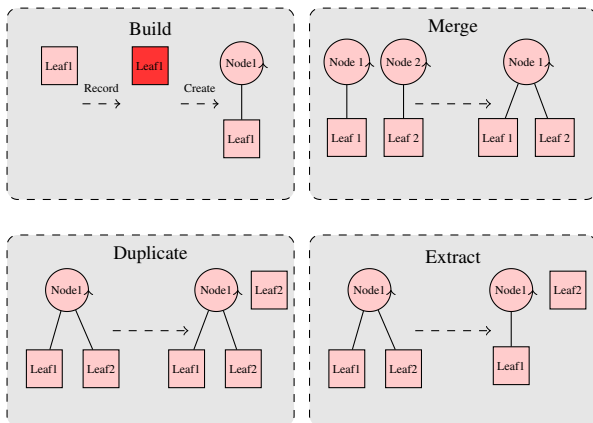 Build
Leaf1
Record
Leaf1
Create
Node1
Leaf1
Merge
Node 1
Node 2
Leaf 1
Leaf 2
Node 1
Leaf 1
Leaf 2
Duplicate
Node1
Leaf1
Leaf2
Node1
Leaf2
Leaf1
Leaf2
Extract
Node1
Leaf1
Leaf2
Node1
Leaf2
Leaf1